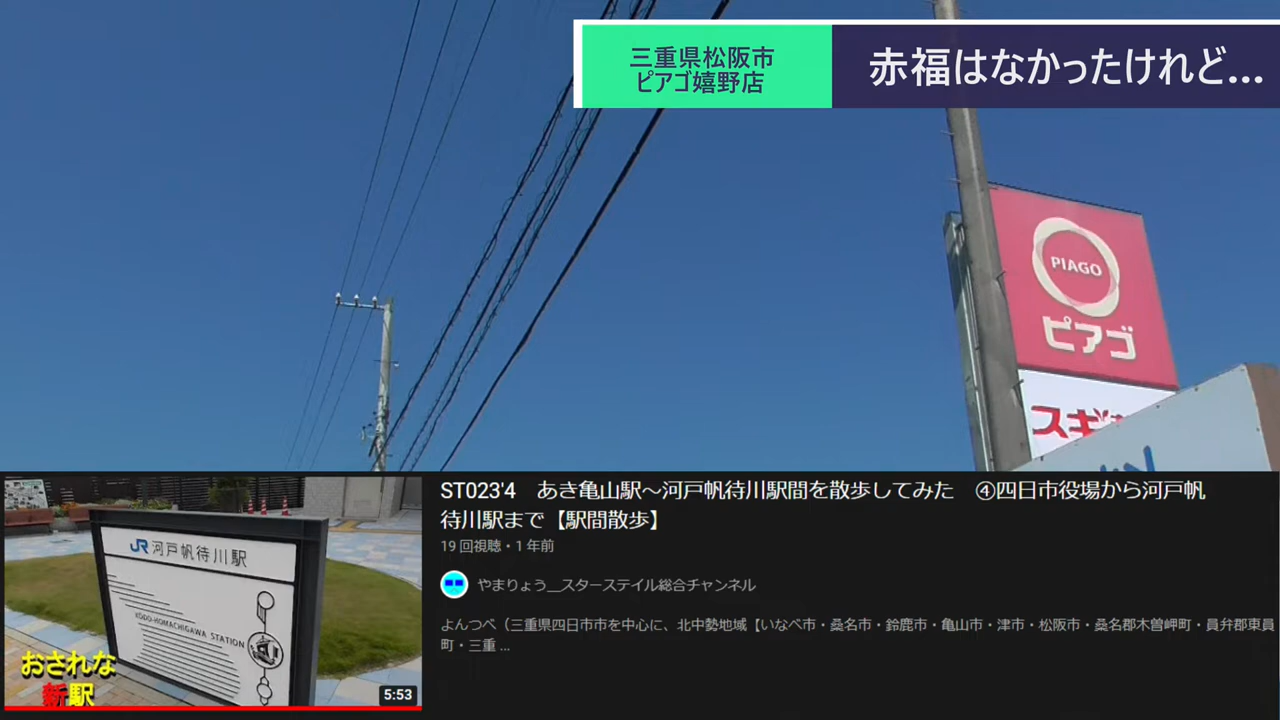 三重県松阪市
ピアゴ嬉野店
赤福はなかったけれど...
PIAGO
ピアゴ
スギ
ST023'4　あき亀山駅～河戸帆待川駅間を散歩してみた　④四日市役場から河戸帆
待川駅まで【駅間散歩】
19 回視聴・1 年前
やまりょう__スターステイル総合チャンネル
よんつべ（三重県四日市市を中心に、北中勢地域【いなべ市・桑名市・鈴鹿市・亀山市・津市・松阪市・桑名郡木曽岬町・員弁郡東員
町・三重 ...
JR河戸帆待川駅
KODO-HOMACHIGAWA STATION
おされな
新駅
5:53